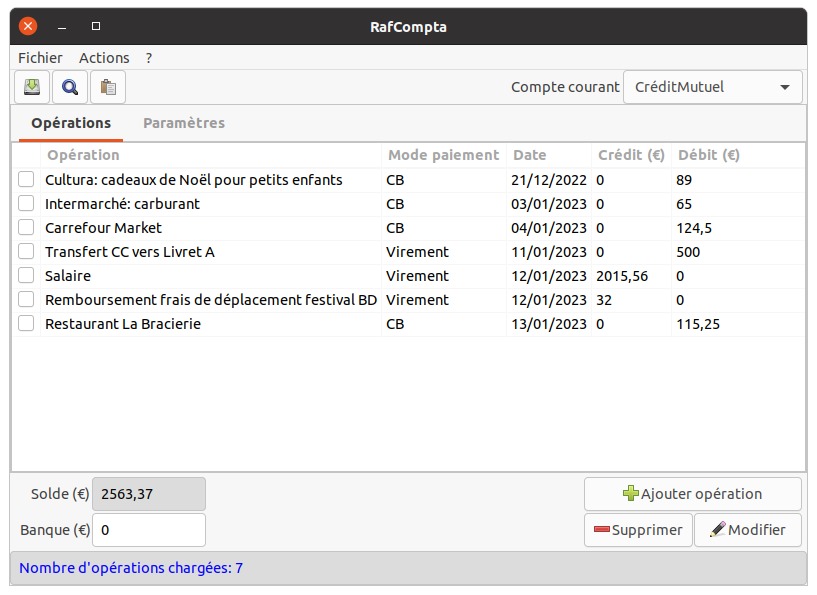 RafCompta
Fichier Actions ?
Compte courant CréditMutuel
Opérations Paramètres
Opération Mode paiement Date Crédit (€) Débit (€)
Cultura: cadeaux de Noël pour petits enfants CB 21/12/2022 0 89
Intermarché: carburant CB 03/01/2023 0 65
Carrefour Market CB 04/01/2023 0 124,5
Transfert CC vers Livret A Virement 11/01/2023 0 500
Salaire Virement 12/01/2023 2015,56 0
Remboursement frais de déplacement festival BD Virement 12/01/2023 32 0
Restaurant La Bracierie CB 13/01/2023 0 115,25
Solde (€) 2563,37 Ajouter opération
Banque (€) 0 Supprimer Modifier
Nombre d'opérations chargées: 7